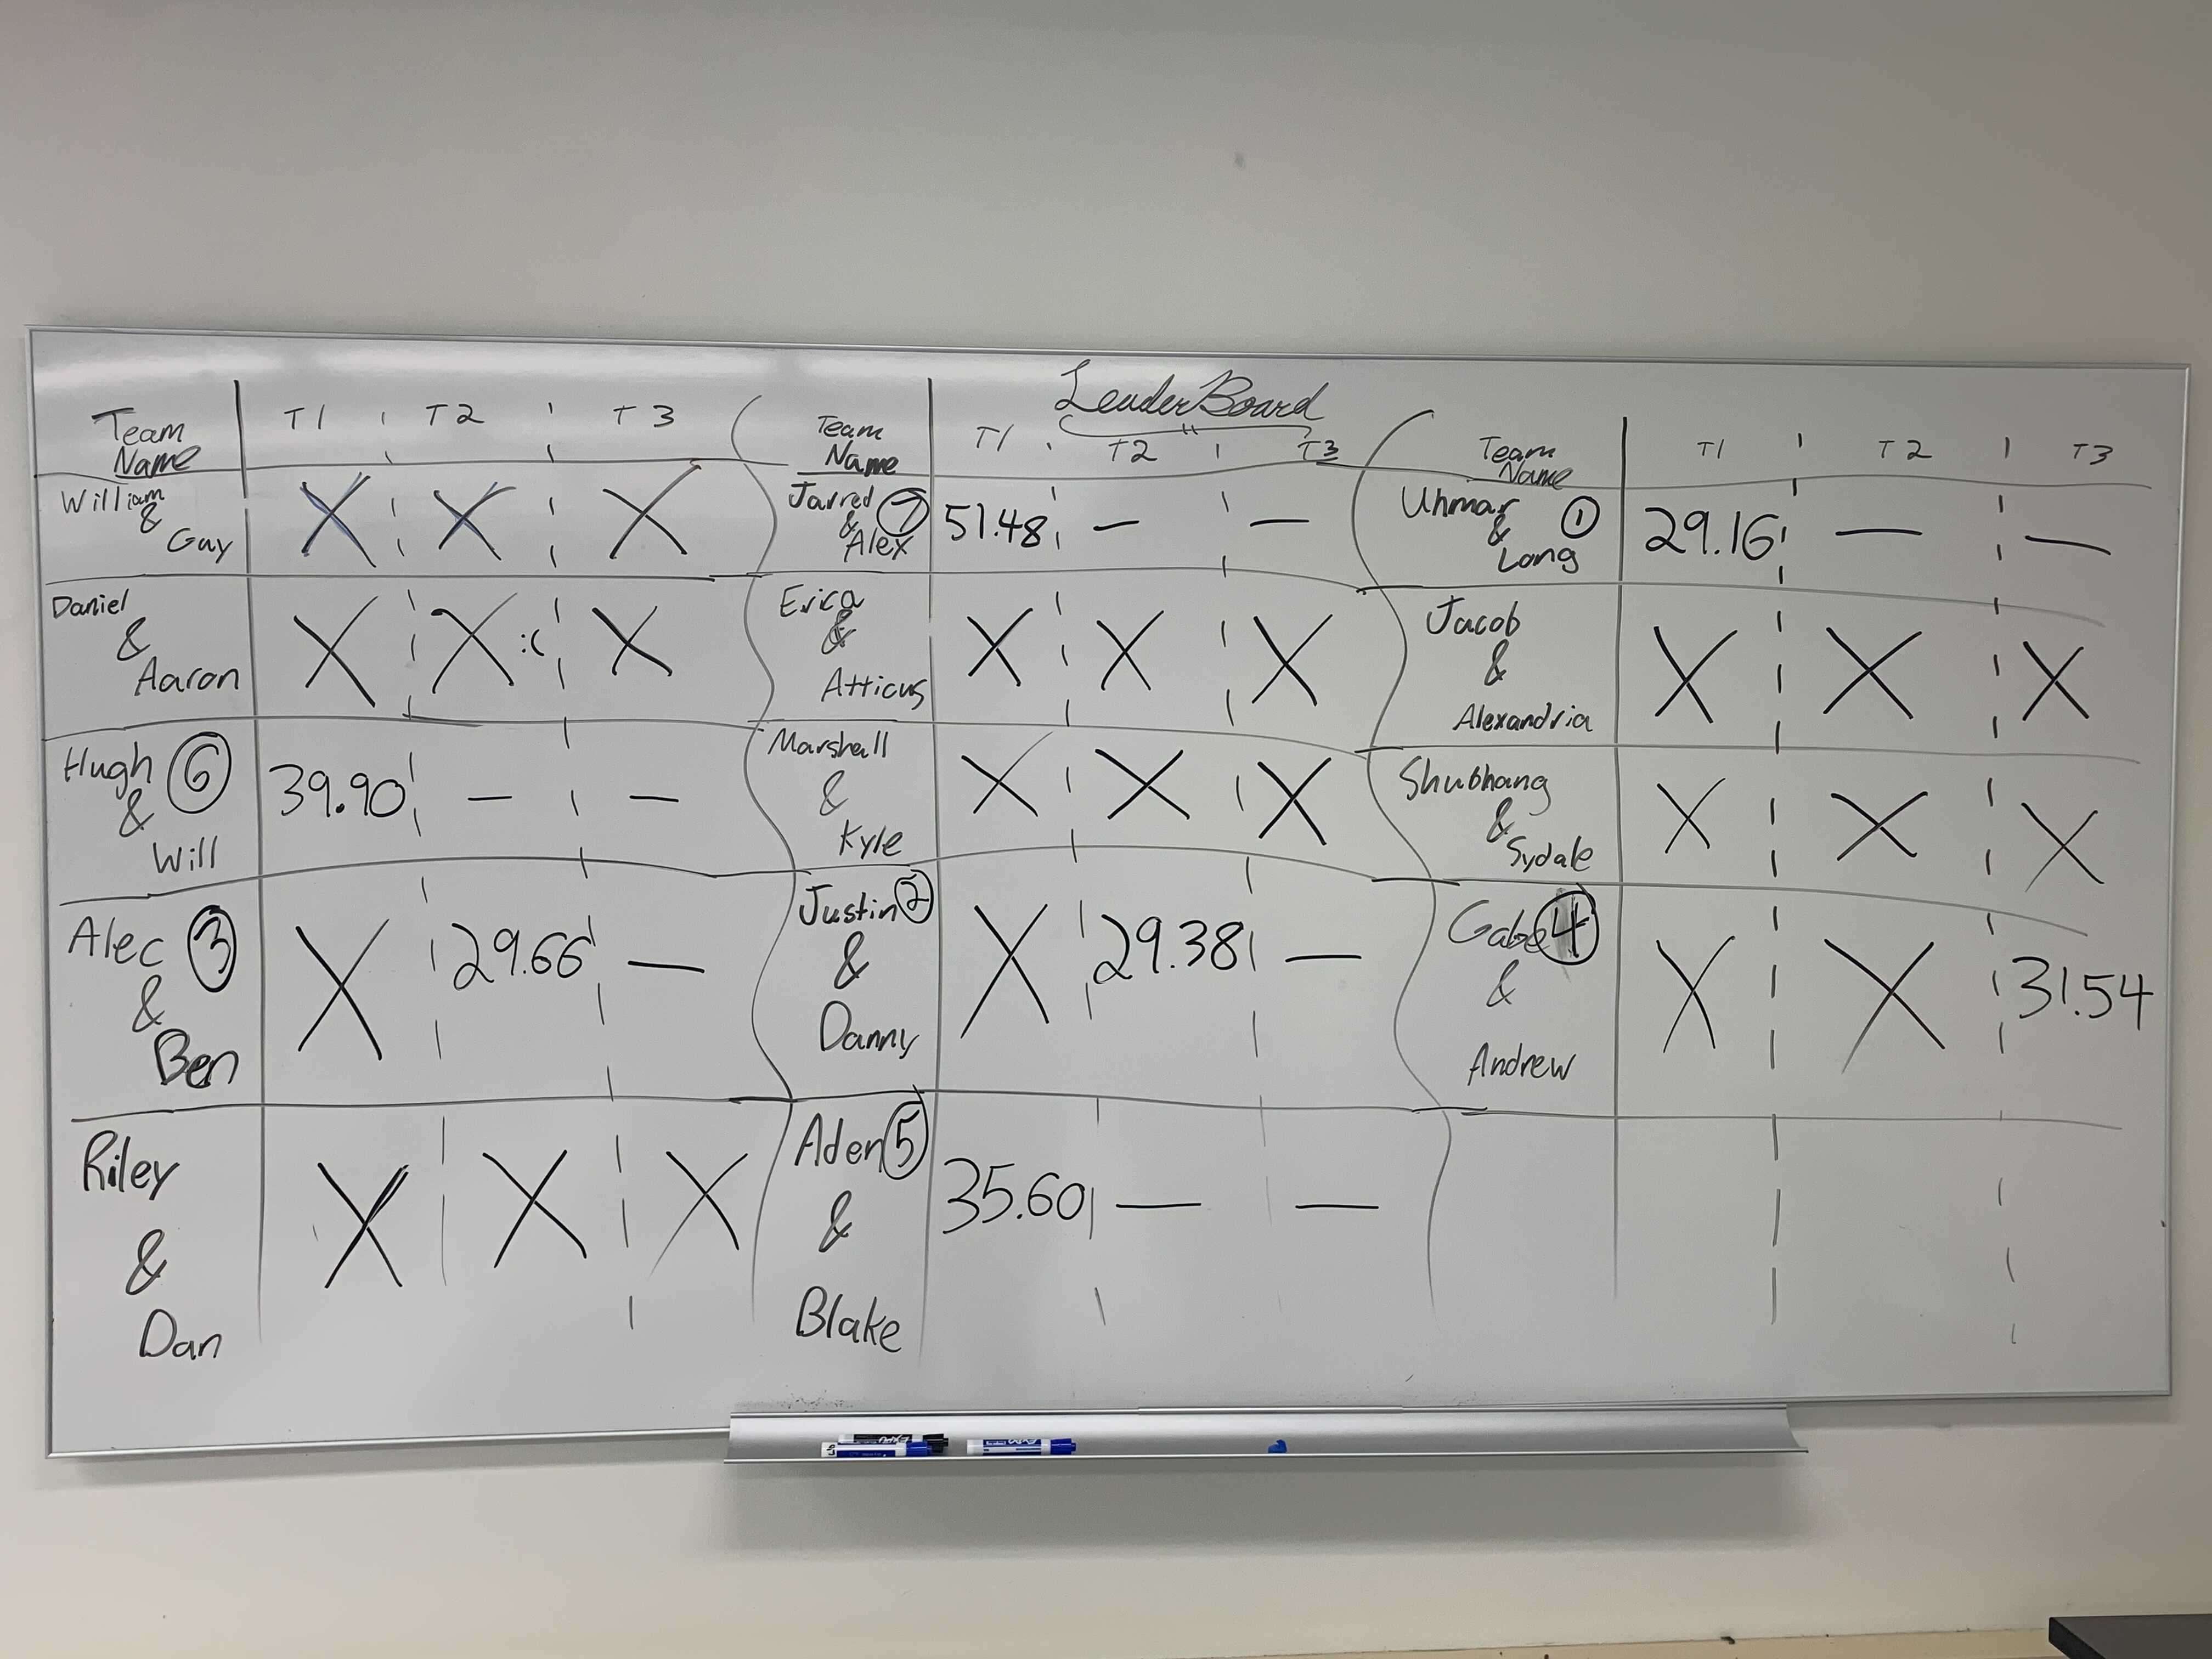 LeaderBoard
Team Name T1 T2 T3
William & Guy X X X
Daniel & Aaron X X :( X
Hugh & Will 6 39.90 — —
Alec & Ben 3 X 29.66 —
Riley & Dan X X X
Team Name T1 T2 T3
Jarred & Alex 7 51.48 — —
Erica & Atticus X X X
Marshall & Kyle X X X
Justin & Danny 2 X 29.38 —
Aden & Blake 5 35.60 — —
Team Name T1 T2 T3
Uhmar & Long 1 29.16 — —
Jacob & Alexandria X X X
Shubhang & Sydale X X X
Gabe & Andrew 4 X X 31.54
EXPO